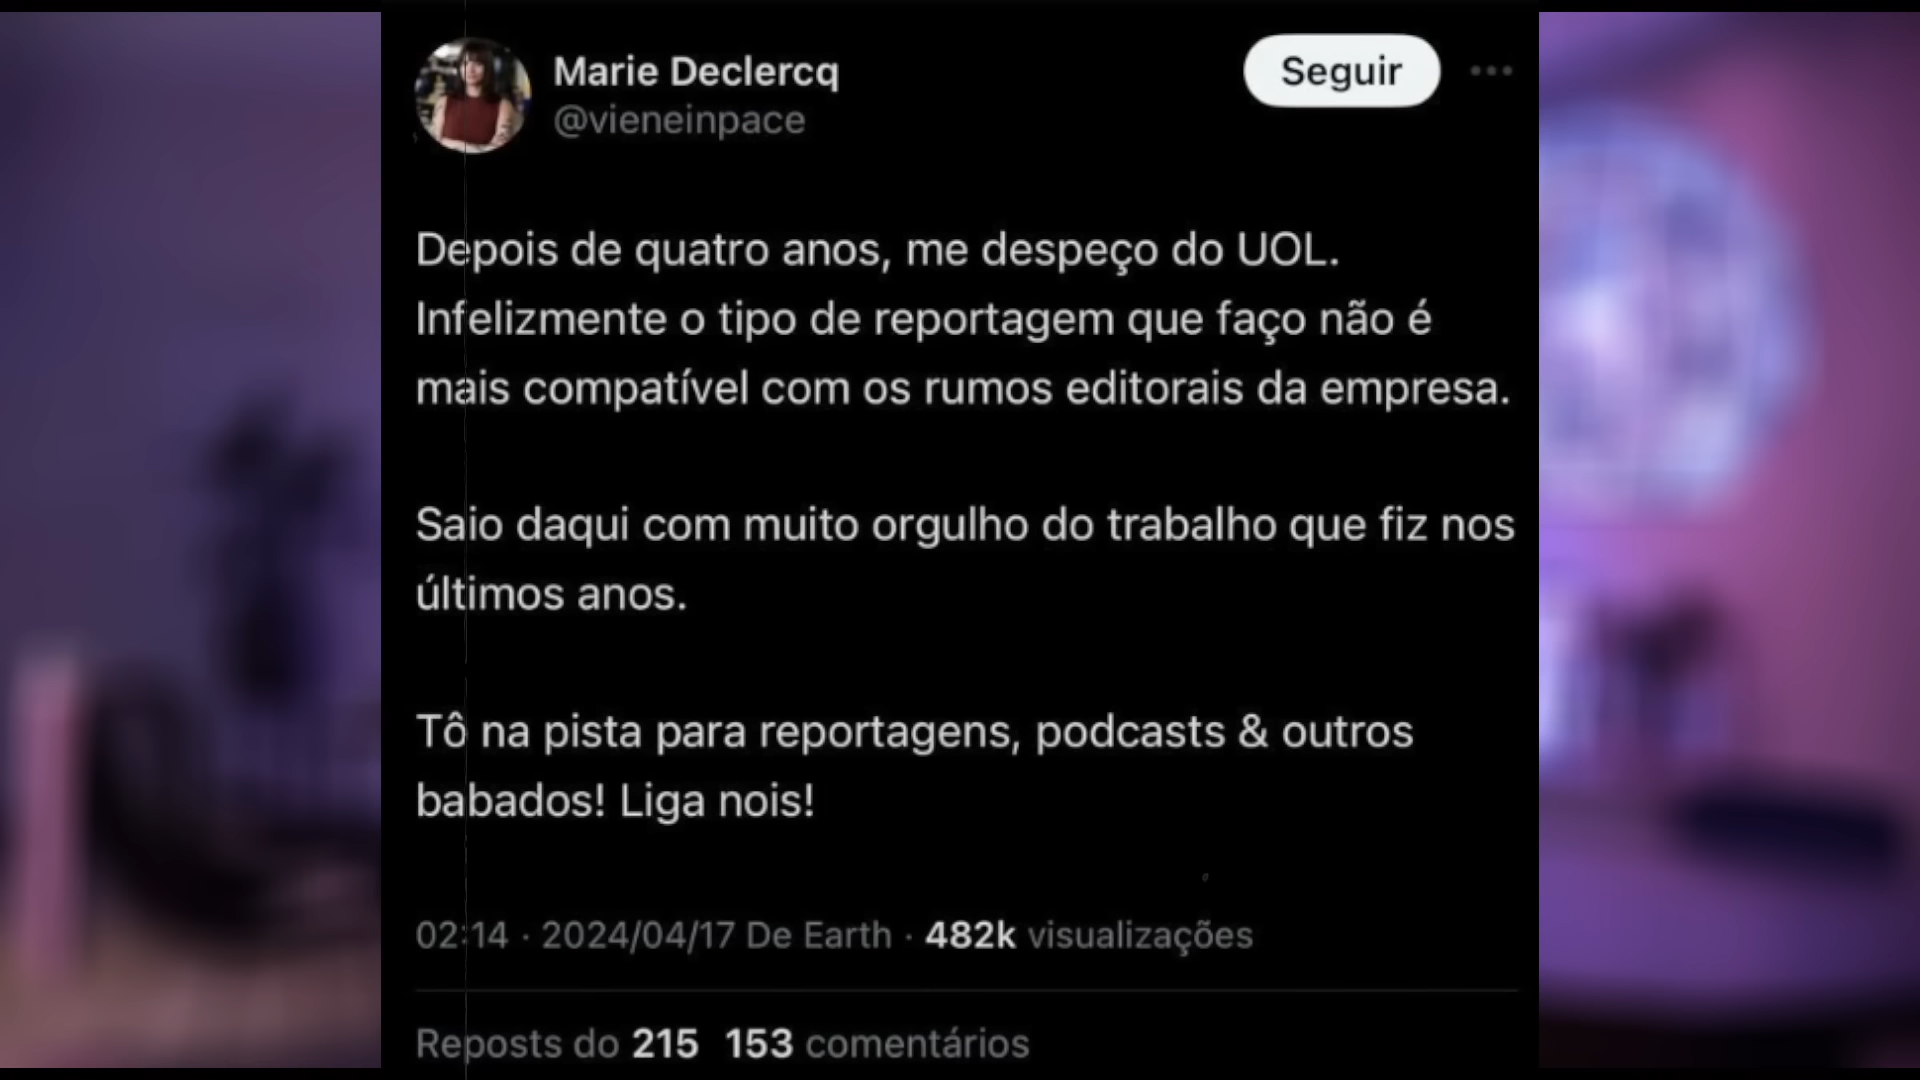 Marie Declercq
@vieneinpace
Seguir
Depois de quatro anos, me despeço do UOL.
Infelizmente o tipo de reportagem que faço não é
mais compatível com os rumos editorais da empresa.
Saio daqui com muito orgulho do trabalho que fiz nos
últimos anos.
Tô na pista para reportagens, podcasts & outros
babados! Liga nois!
02:14 · 2024/04/17 De Earth · 482k visualizações
Reposts do 215 153 comentários